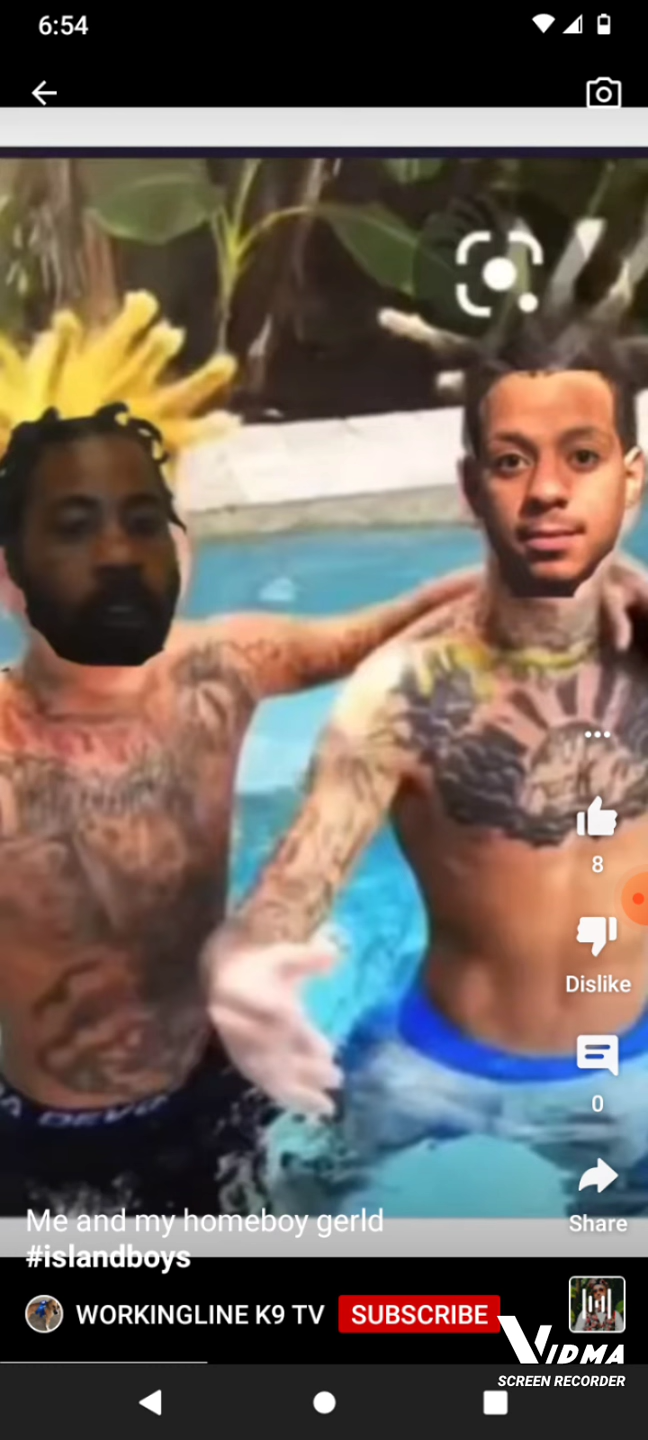 6:54
8
Dislike
0
Share
Me and my homeboy gerld
#islandboys
WORKINGLINE K9 TV SUBSCRIBE
VIDMA
SCREEN RECORDER